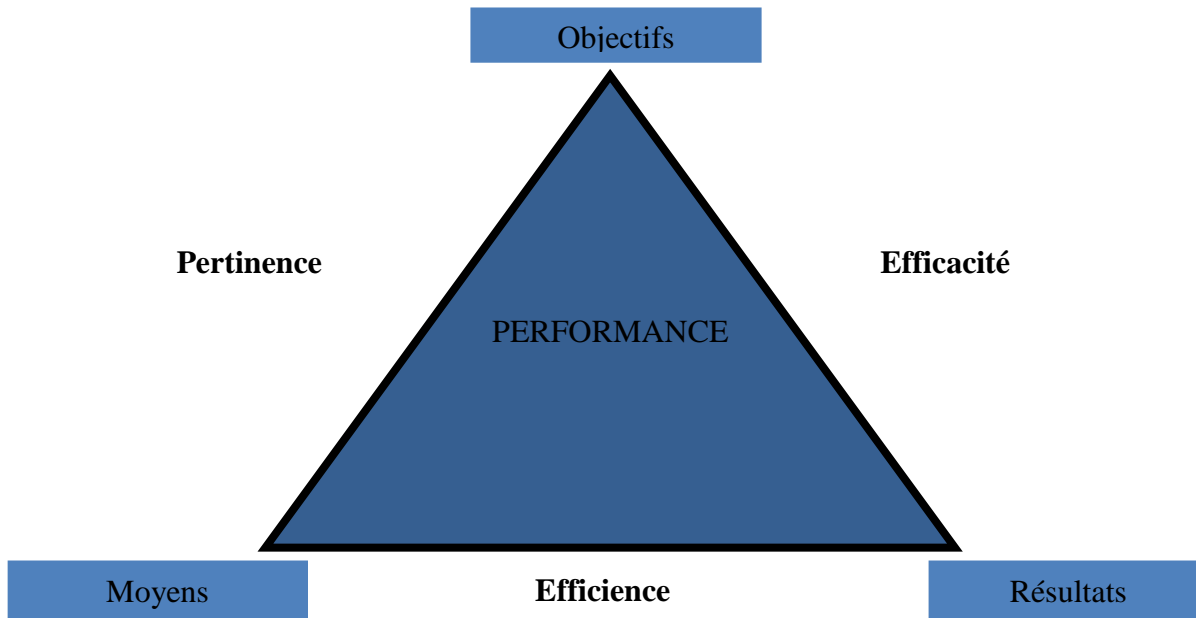 Objectifs
Pertinence
Efficacité
PERFORMANCE
Moyens
Efficience
Résultats